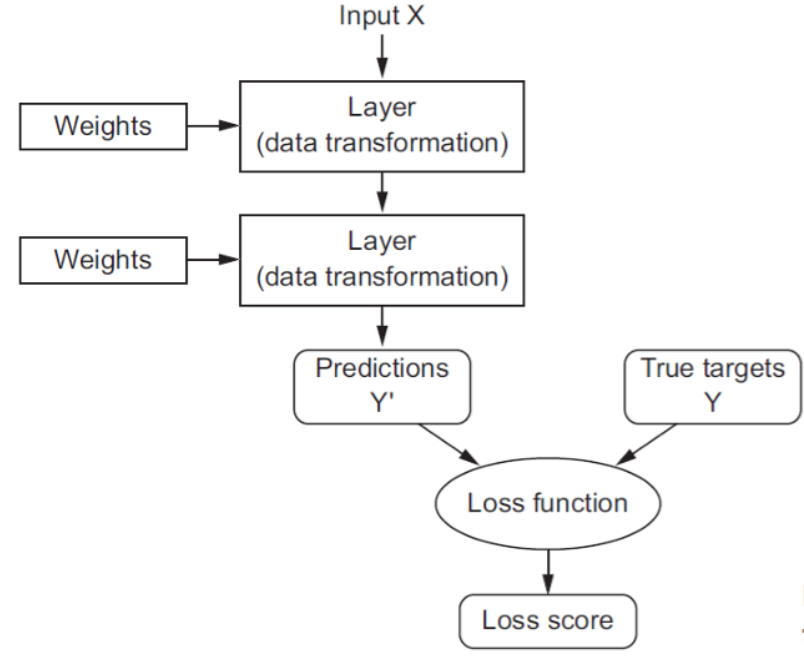 Input X
Weights
Layer
(data transformation)
Weights
Layer
(data transformation)
Predictions
Y'
True targets
Y
Loss function
Loss score